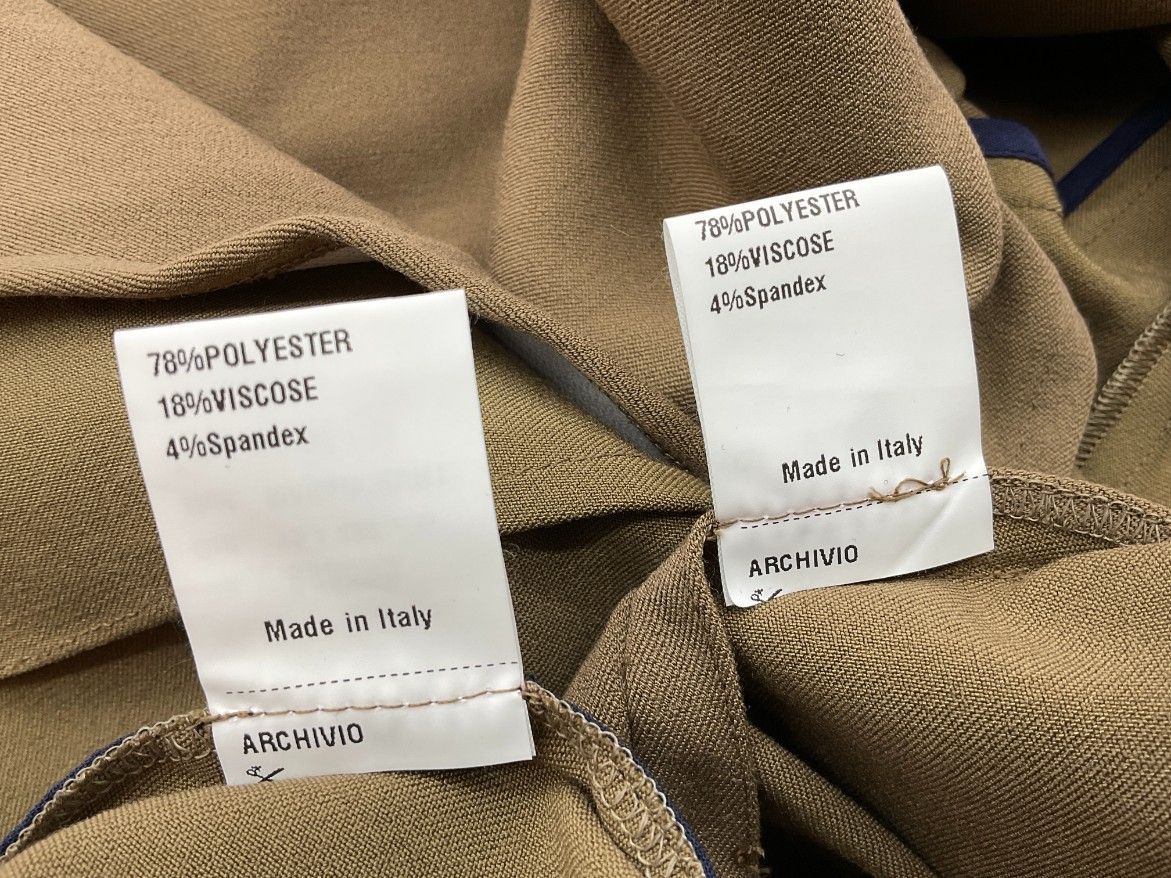 78%POLYESTER
18%VISCOSE
4%Spandex
Made in Italy
ARCHIVIO
78%POLYESTER
18%VISCOSE
4%Spandex
Made in Italy
ARCHIVIO